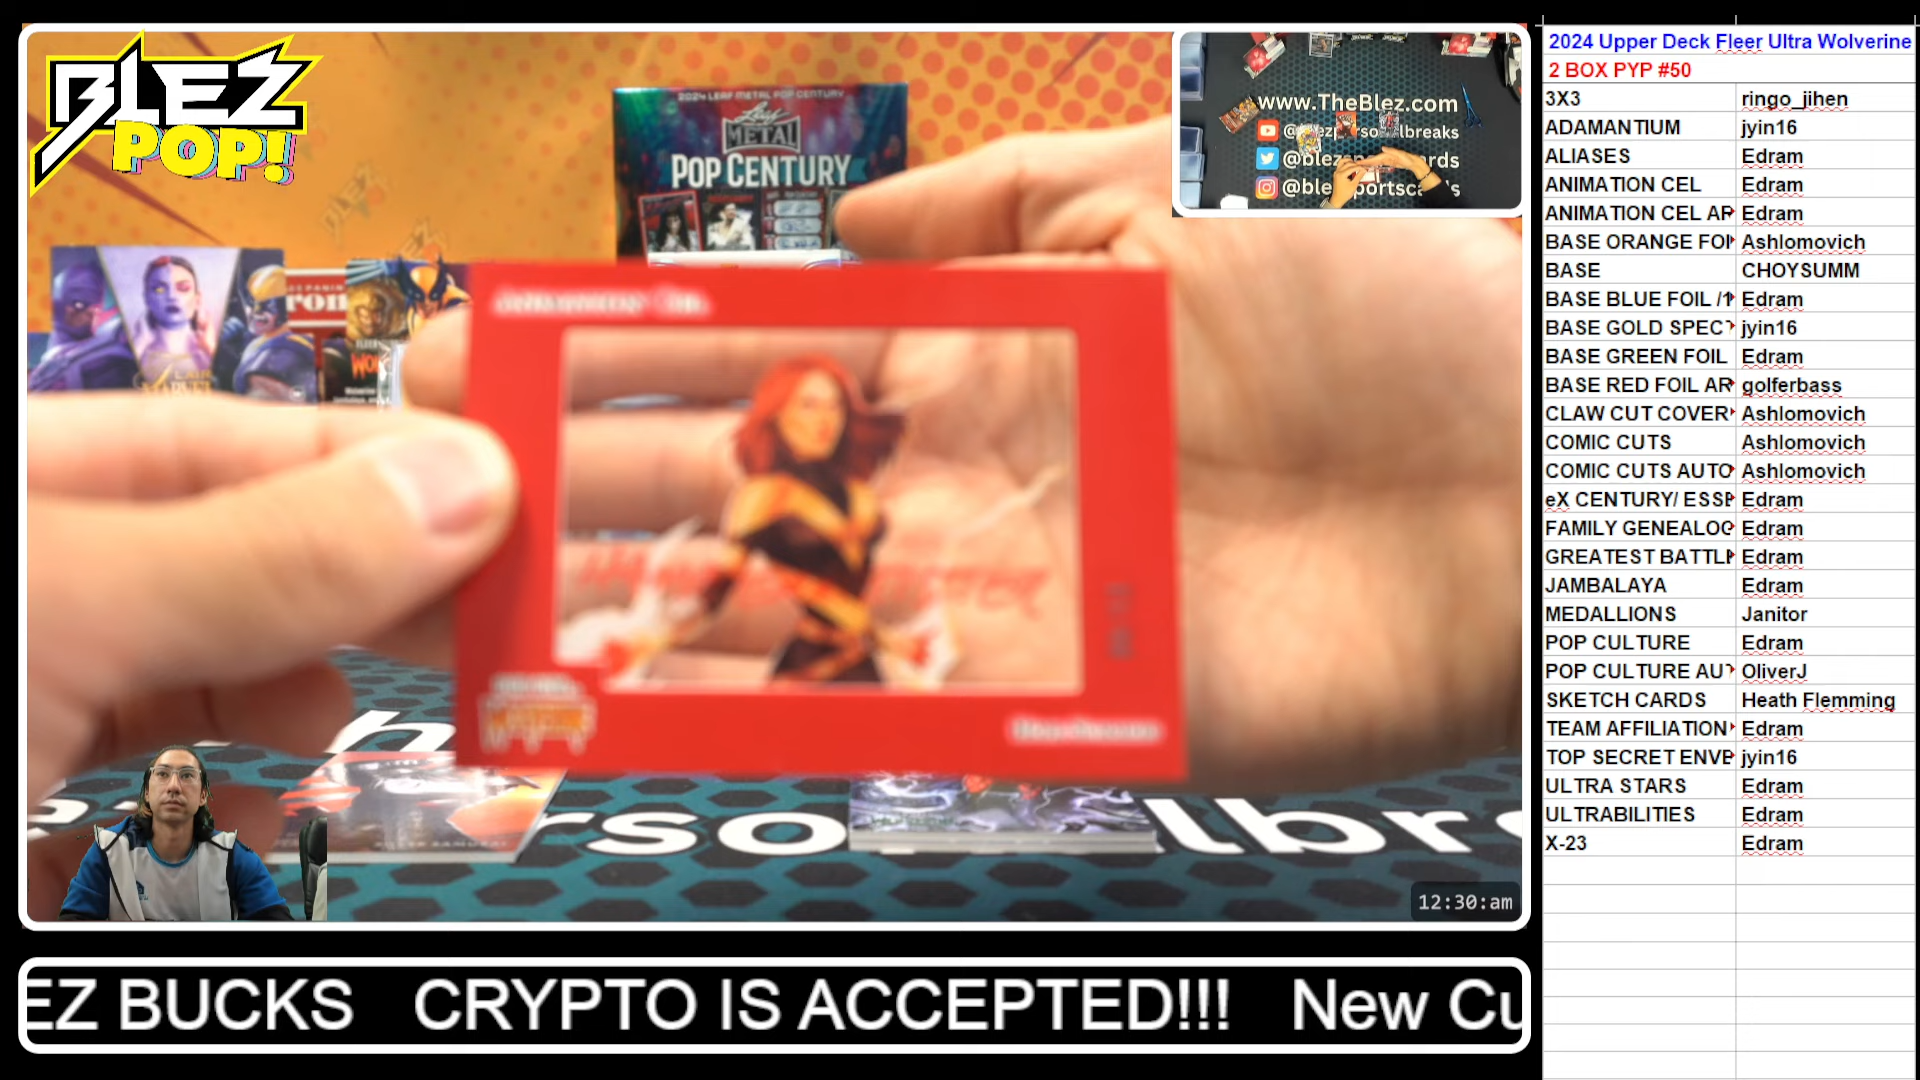 BLEZ
POP!
2024 LEAF METAL POP CENTURY
Leaf
METAL
POP CENTURY
www.TheBlez.com
12:30:am
EZ BUCKS CRYPTO IS ACCEPTED!!! New Cu
2024 Upper Deck Fleer Ultra Wolverine
2 BOX PYP #50
3X3 ringo_jihen
ADAMANTIUM jyin16
ALIASES Edram
ANIMATION CEL Edram
ANIMATION CEL AR Edram
BASE ORANGE FOI Ashlomovich
BASE CHOYSUMM
BASE BLUE FOIL /1 Edram
BASE GOLD SPECT jyin16
BASE GREEN FOIL Edram
BASE RED FOIL AR golferbass
CLAW CUT COVER Ashlomovich
COMIC CUTS Ashlomovich
COMIC CUTS AUTO Ashlomovich
eX CENTURY/ ESSE Edram
FAMILY GENEALOG Edram
GREATEST BATTLE Edram
JAMBALAYA Edram
MEDALLIONS Janitor
POP CULTURE Edram
POP CULTURE AUT OliverJ
SKETCH CARDS Heath Flemming
TEAM AFFILIATION Edram
TOP SECRET ENVE jyin16
ULTRA STARS Edram
ULTRABILITIES Edram
X-23 Edram